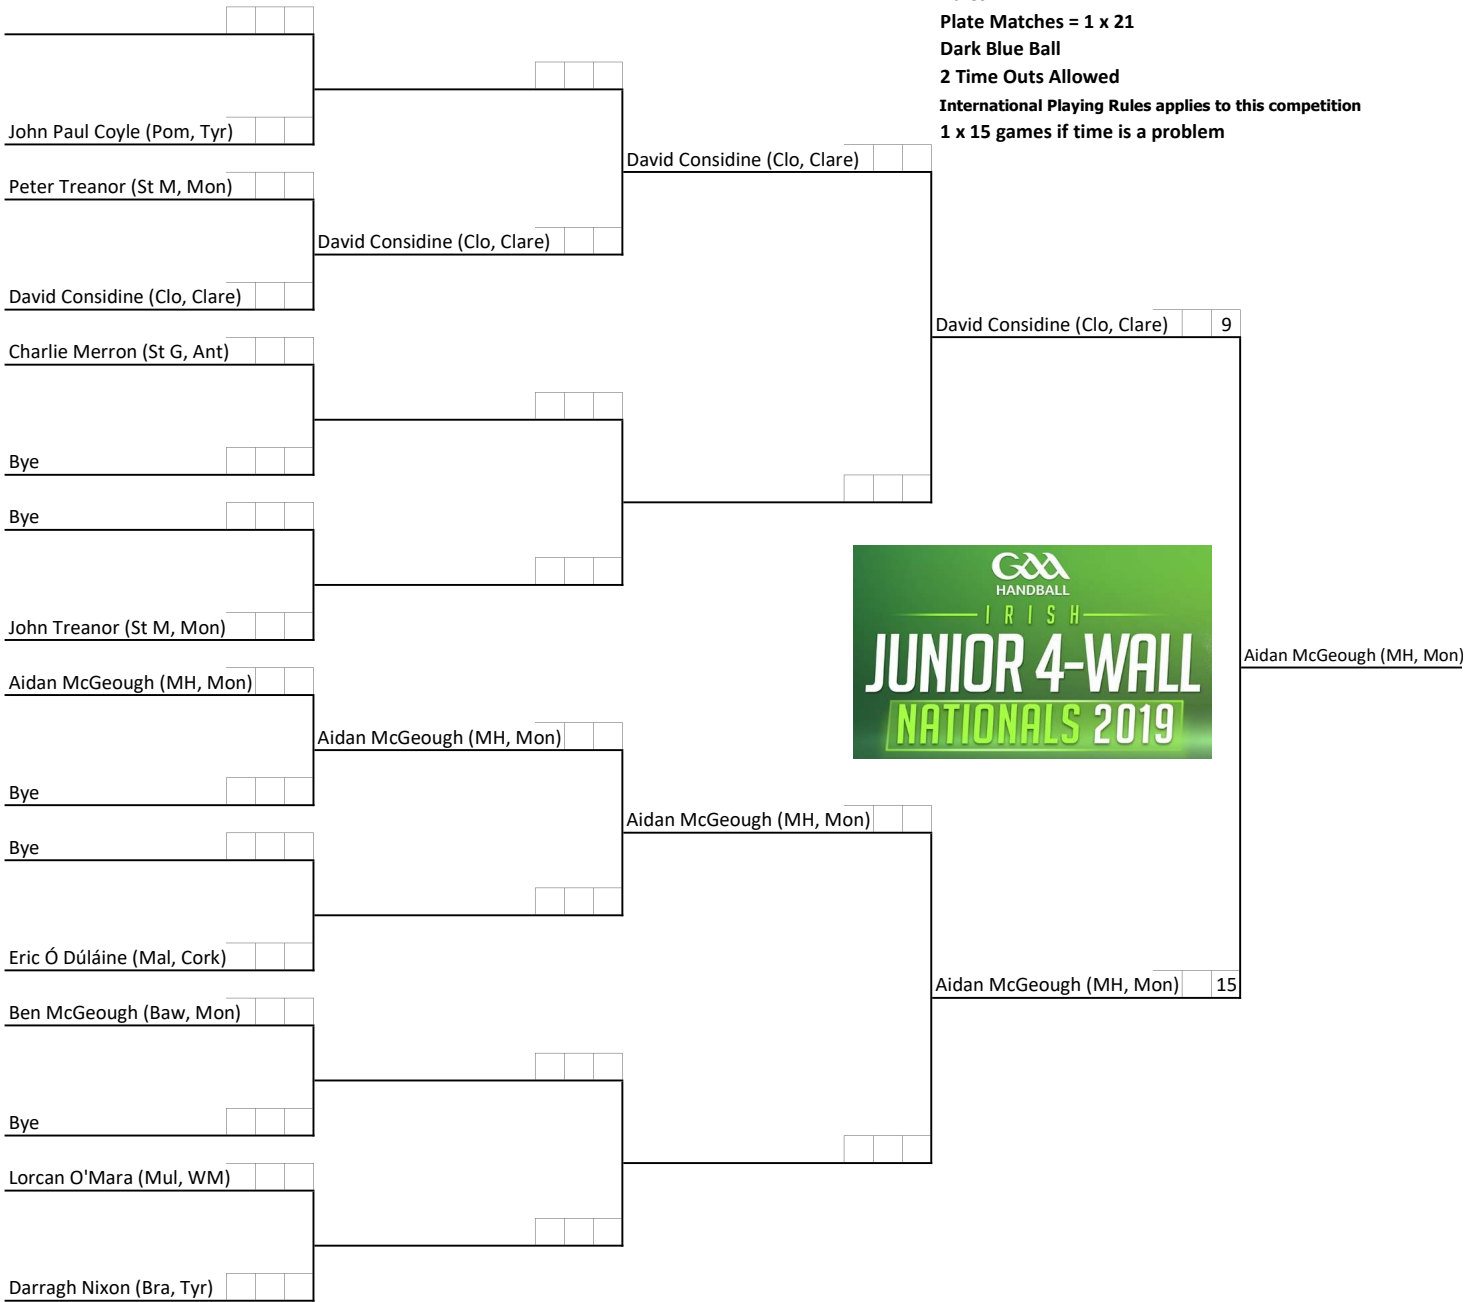 Plate Matches = 1 x 21
Dark Blue Ball
2 Time Outs Allowed
International Playing Rules applies to this competition
1 x 15 games if time is a problem
John Paul Coyle (Pom, Tyr)
Peter Treanor (St M, Mon)
David Considine (Clo, Clare)
Charlie Merron (St G, Ant)
Bye
Bye
John Treanor (St M, Mon)
Aidan McGeough (MH, Mon)
Bye
Bye
Eric Ó Dúláine (Mal, Cork)
Ben McGeough (Baw, Mon)
Bye
Lorcan O'Mara (Mul, WM)
Darragh Nixon (Bra, Tyr)
David Considine (Clo, Clare)
Aidan McGeough (MH, Mon)
David Considine (Clo, Clare)
Aidan McGeough (MH, Mon)
David Considine (Clo, Clare) 9
Aidan McGeough (MH, Mon) 15
Aidan McGeough (MH, Mon)
GAA
HANDBALL
IRISH
JUNIOR 4-WALL
NATIONALS 2019